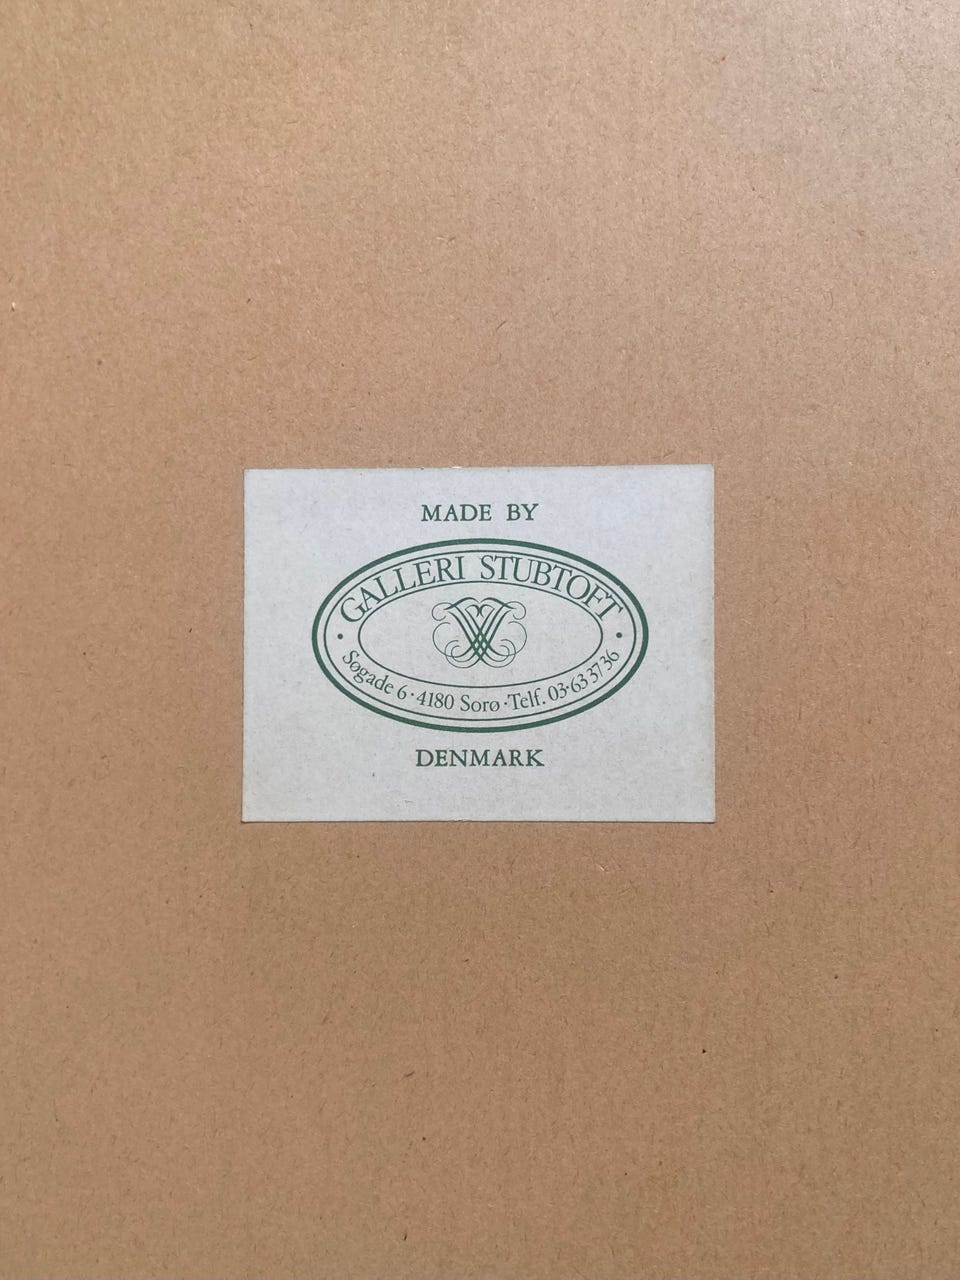 MADE BY
GALLERI STUBTOFT
Søgade 6 · 4180 Sorø · Telf. 03·63 37 36
DENMARK